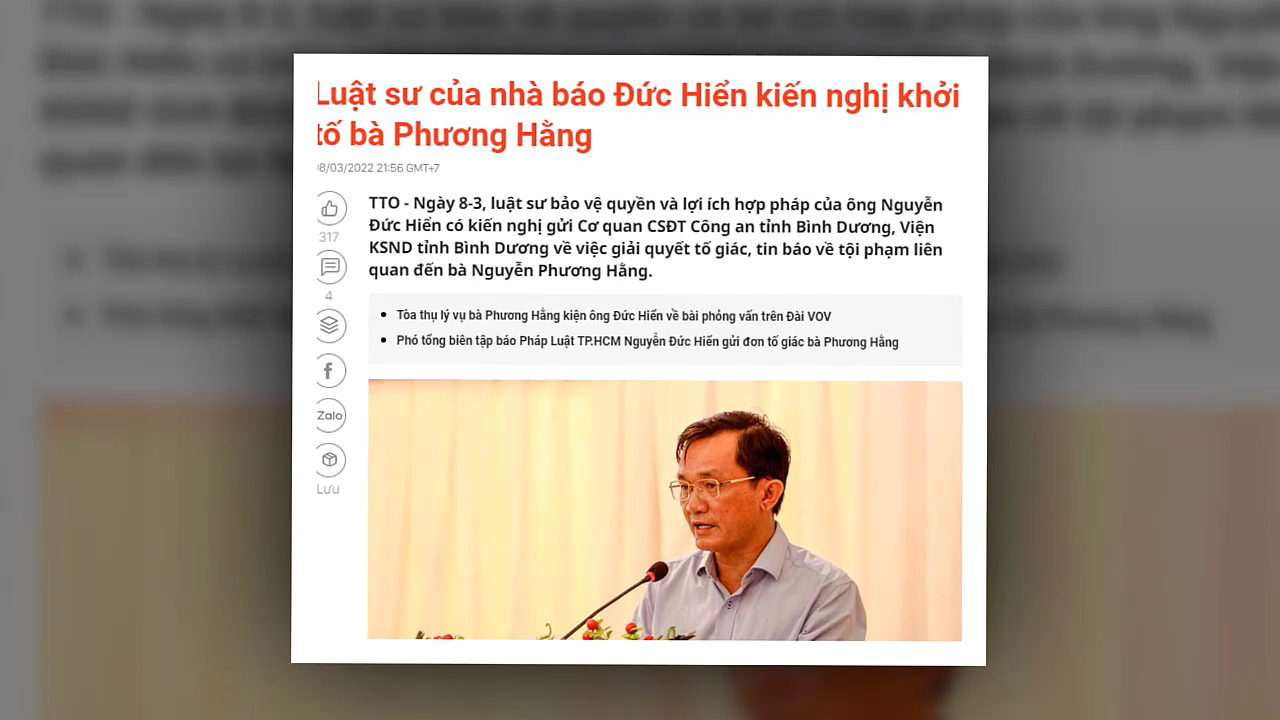 Luật sư của nhà báo Đức Hiển kiến nghị khởi
tố bà Phương Hằng
8/03/2022 21:56 GMT+7
TTO - Ngày 8-3, luật sư bảo vệ quyền và lợi ích hợp pháp của ông Nguyễn
Đức Hiển có kiến nghị gửi Cơ quan CSĐT Công an tỉnh Bình Dương, Viện
KSND tỉnh Bình Dương về việc giải quyết tố giác, tin báo về tội phạm liên
quan đến bà Nguyễn Phương Hằng.
317
4
Zalo
Lưu
Tòa thụ lý vụ bà Phương Hằng kiện ông Đức Hiển về bài phỏng vấn trên Đài VOV
Phó tổng biên tập báo Pháp Luật TP.HCM Nguyễn Đức Hiển gửi đơn tố giác bà Phương Hằng